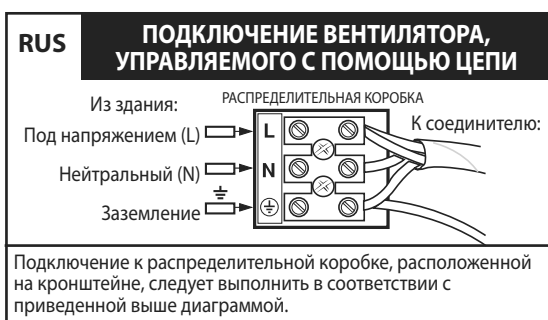 RUS
ПОДКЛЮЧЕНИЕ ВЕНТИЛЯТОРА,
УПРАВЛЯЕМОГО С ПОМОЩЬЮ ЦЕПИ
Из здания:
РАСПРЕДЕЛИТЕЛЬНАЯ КОРОБКА
К соединителю:
Под напряжением (L)
L
Нейтральный (N)
N
Заземление
Подключение к распределительной коробке, расположенной
на кронштейне, следует выполнить в соответствии с
приведенной выше диаграммой.